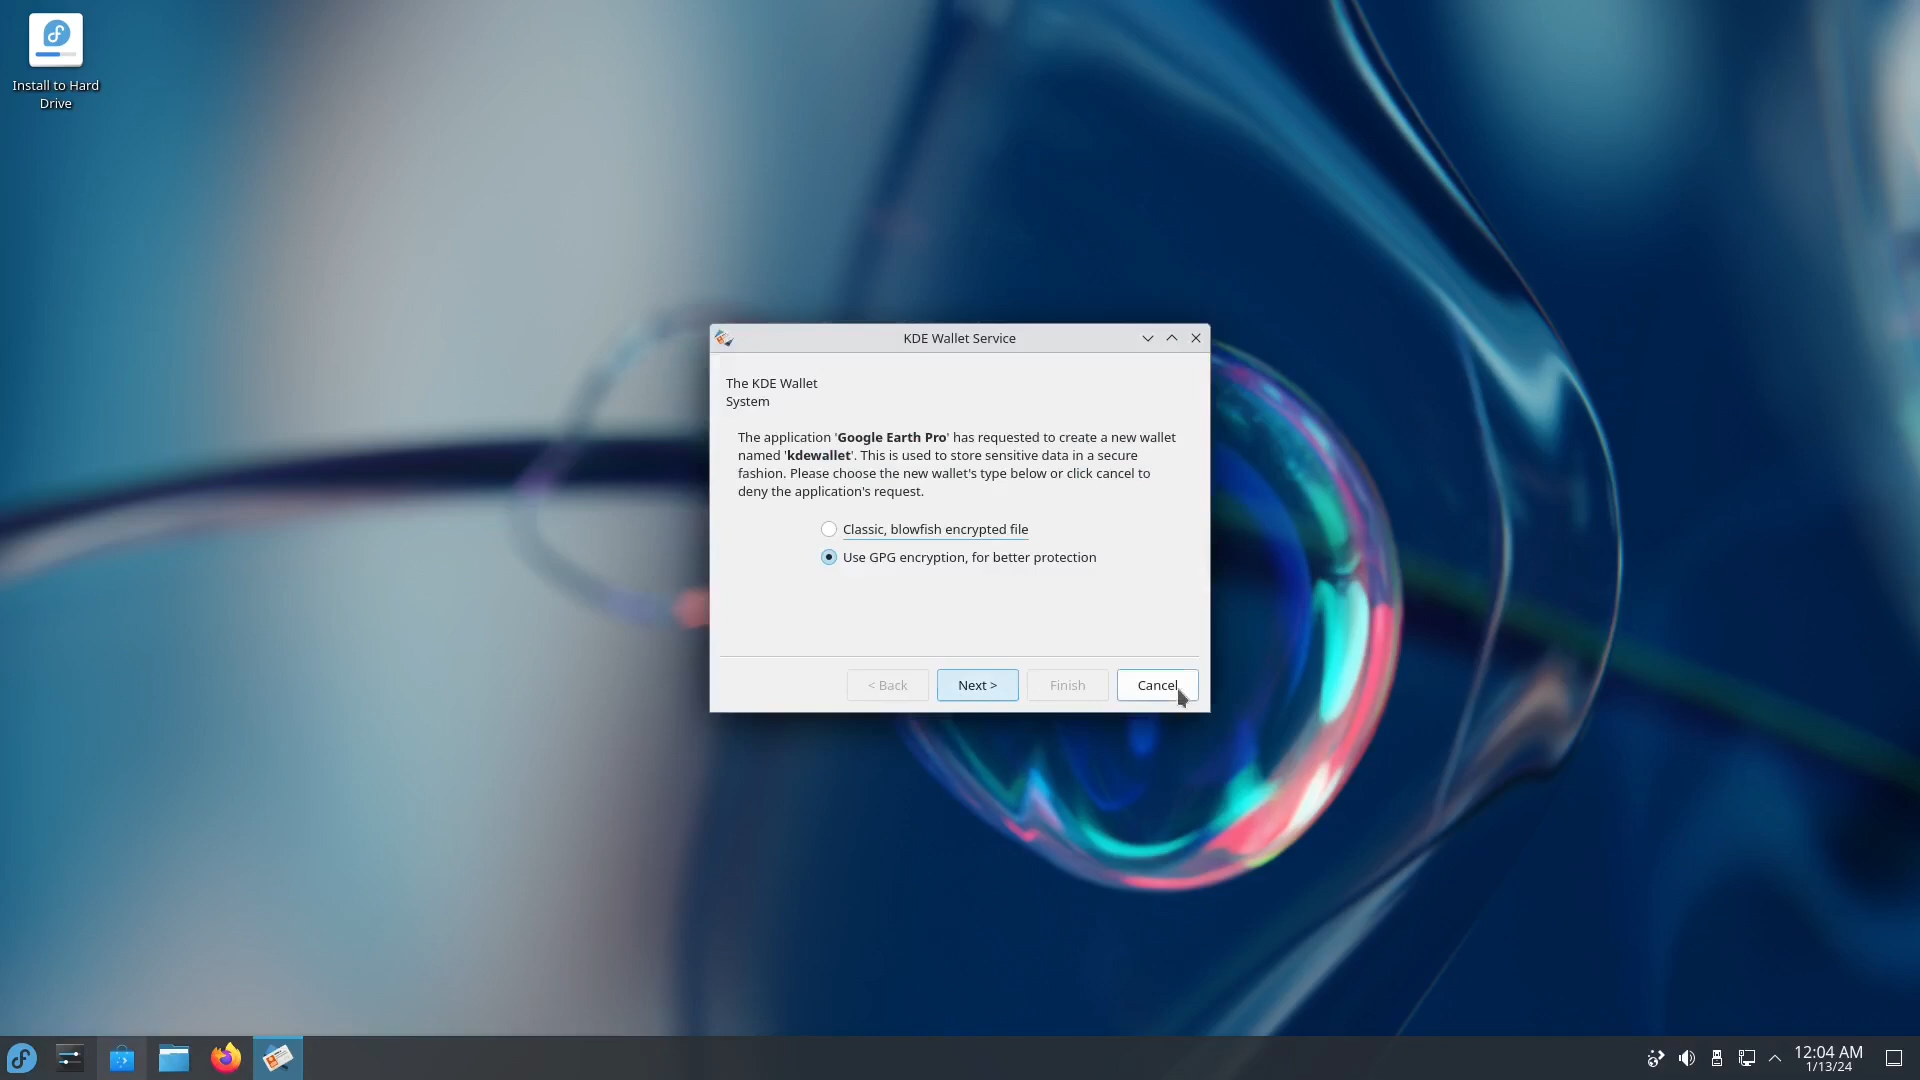 Install to Hard
Drive
KDE Wallet Service
The KDE Wallet
System
The application 'Google Earth Pro' has requested to create a new wallet
named 'kdewallet'. This is used to store sensitive data in a secure
fashion. Please choose the new wallet's type below or click cancel to
deny the application's request.
Classic, blowfish encrypted file
Use GPG encryption, for better protection
< Back
Next >
Finish
Cancel
12:04 AM
1/13/24